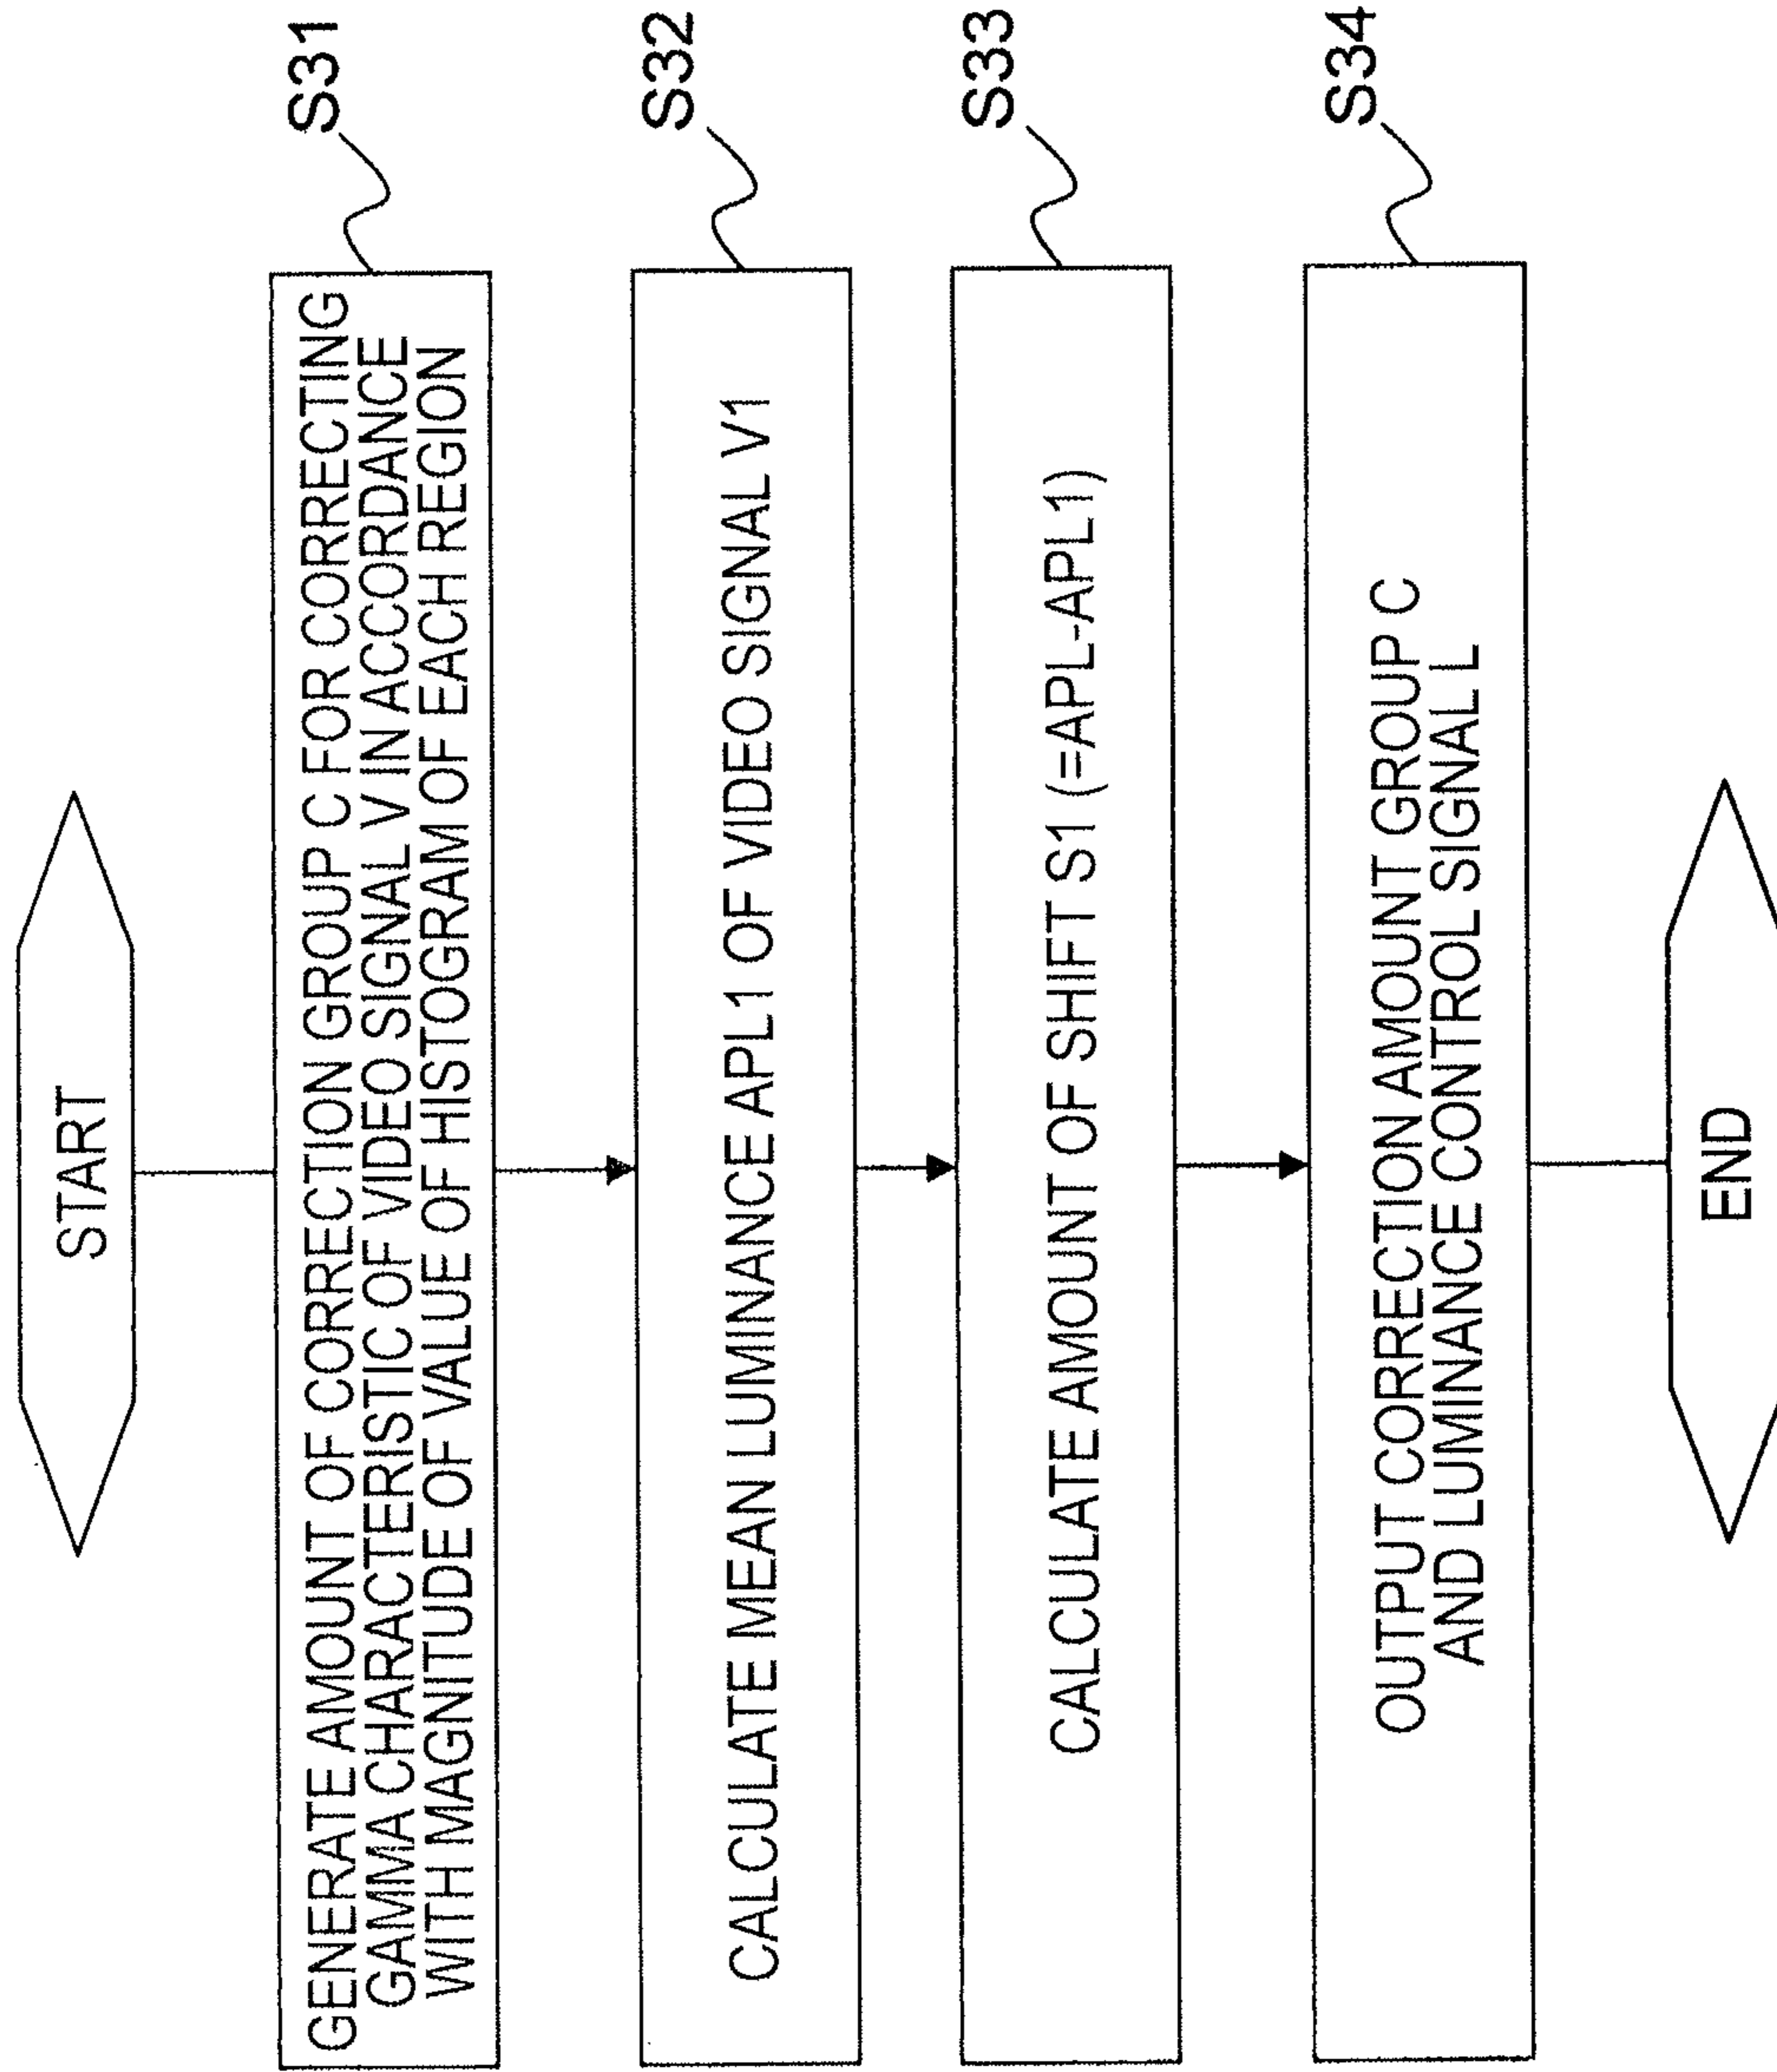 START
GENERATE AMOUNT OF CORRECTION GROUP C FOR CORRECTING
GAMMA CHARACTERISTIC OF VIDEO SIGNAL V IN ACCORDANCE
WITH MAGNITUDE OF VALUE OF HISTOGRAM OF EACH REGION
S31
CALCULATE MEAN LUMINANCE APL1 OF VIDEO SIGNAL V1
S32
CALCULATE AMOUNT OF SHIFT S1 (=APL-APL1)
S33
OUTPUT CORRECTION AMOUNT GROUP C
AND LUMINANCE CONTROL SIGNAL L
S34
END